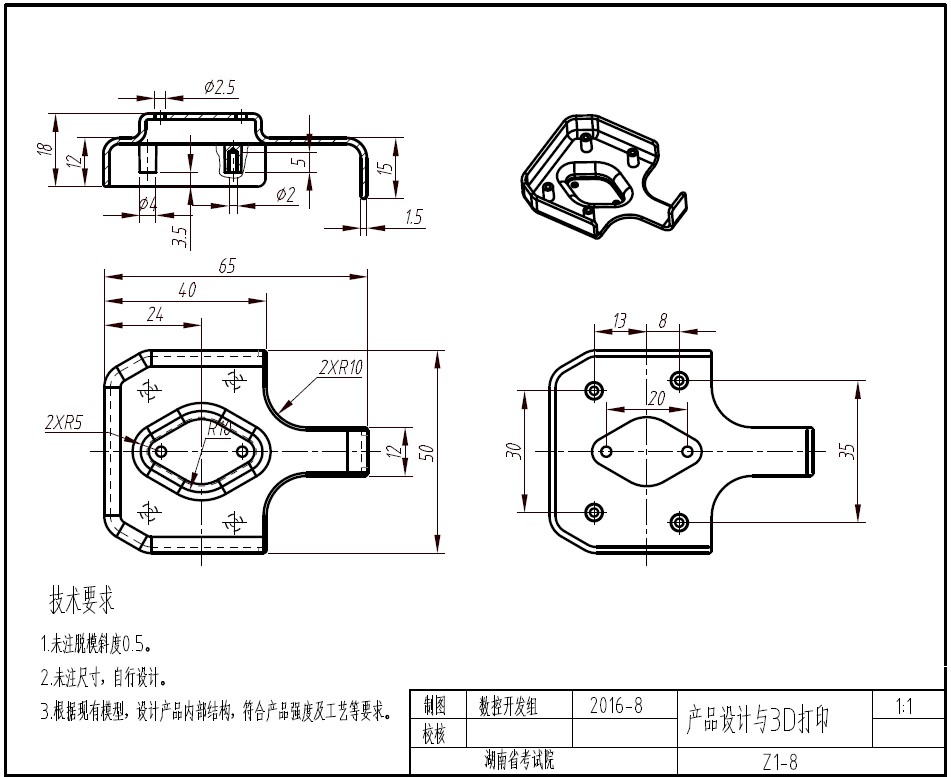 Φ2.5
18
12
5
15
Φ4
Φ2
3.5
1.5
65
40
24
2XR10
2XR5
R10
12
50
13
8
20
30
35
技术要求
1.未注脱模斜度0.5。
2.未注尺寸，自行设计。
3.根据现有模型，设计产品内部结构，符合产品强度及工艺等要求。
制图 数控开发组 2016-8 产品设计与3D打印 1:1
校核
湖南省考试院 Z1-8